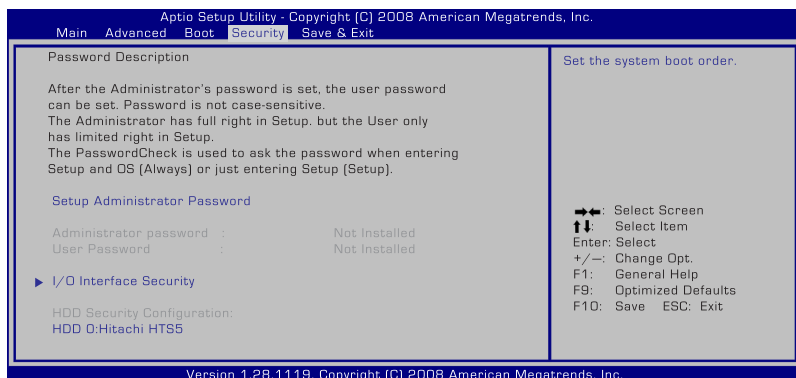 Aptio Setup Utility - Copyright (C) 2008 American Megatrends, Inc.
Main Advanced Boot Security Save & Exit
Password Description
After the Administrator's password is set, the user password
can be set. Password is not case-sensitive.
The Administrator has full right in Setup. but the User only
has limited right in Setup.
The PasswordCheck is used to ask the password when entering
Setup and OS (Always) or just entering Setup (Setup).
Setup Administrator Password
Administrator password : Not Installed
User Password : Not Installed
I/O Interface Security
HDD Security Configuration:
HDD 0:Hitachi HTS5
Set the system boot order.
→←: Select Screen
↑↓: Select Item
Enter: Select
+/—: Change Opt.
F1: General Help
F9: Optimized Defaults
F10: Save ESC: Exit
Version 1.28.1119. Copyright (C) 2008 American Megatrends, Inc.